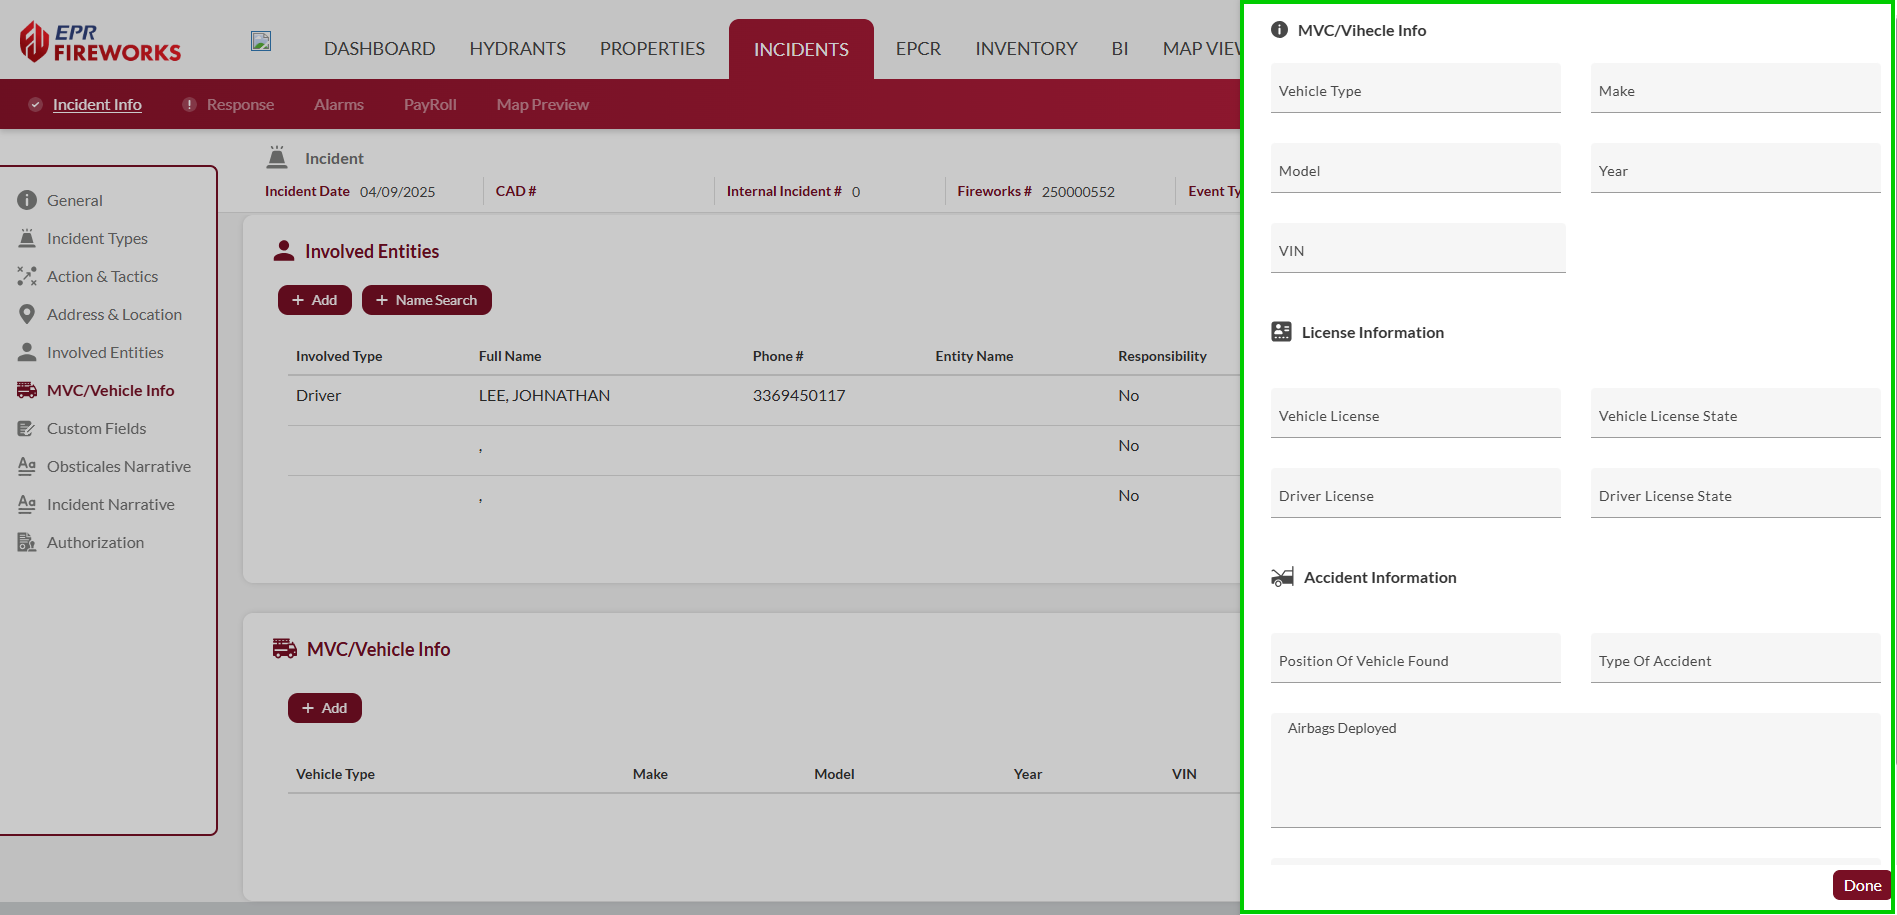 EPR
FIREWORKS
DASHBOARD HYDRANTS PROPERTIES INCIDENTS EPCR INVENTORY BI MAP VIEW
Incident Info Response Alarms PayRoll Map Preview
General
Incident Types
Action & Tactics
Address & Location
Involved Entities
MVC/Vehicle Info
Custom Fields
Obsticales Narrative
Incident Narrative
Authorization
Incident
Incident Date 04/09/2025 CAD # Internal Incident # 0 Fireworks # 250000552 Event Ty
Involved Entities
+ Add + Name Search
Involved Type Full Name Phone # Entity Name Responsibility
Driver LEE, JOHNATHAN 3369450117 No
, No
, No
MVC/Vehicle Info
+ Add
Vehicle Type Make Model Year VIN
MVC/Vihecle Info
Vehicle Type Make
Model Year
VIN
License Information
Vehicle License Vehicle License State
Driver License Driver License State
Accident Information
Position Of Vehicle Found Type Of Accident
Airbags Deployed
Done